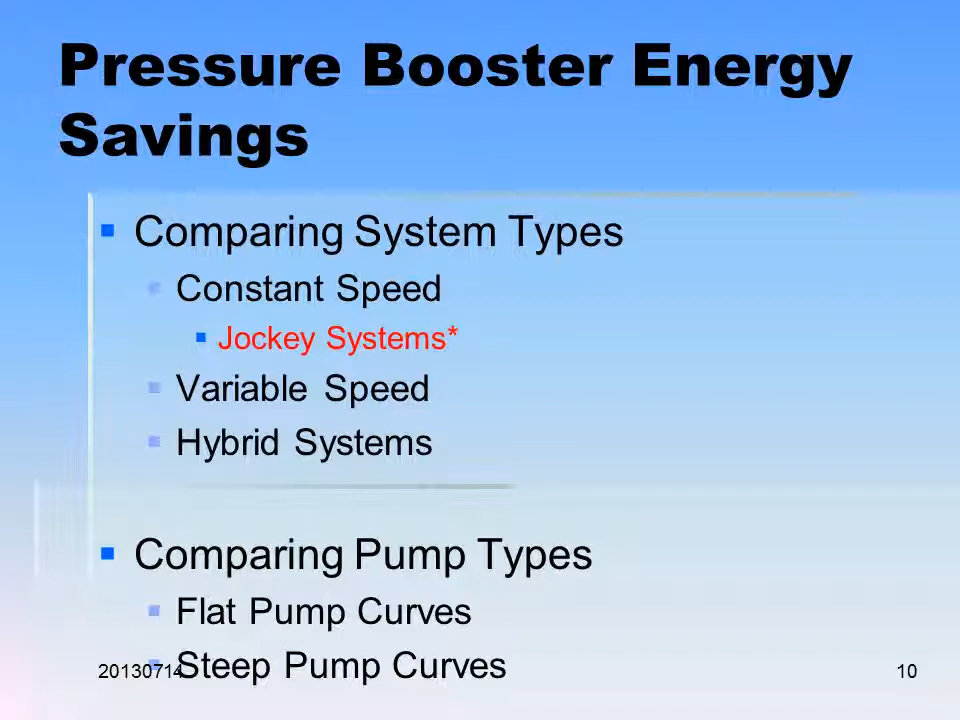 Pressure Booster Energy
Savings
Comparing System Types
Constant Speed
Jockey Systems*
Variable Speed
Hybrid Systems
Comparing Pump Types
Flat Pump Curves
Steep Pump Curves
20130714
10